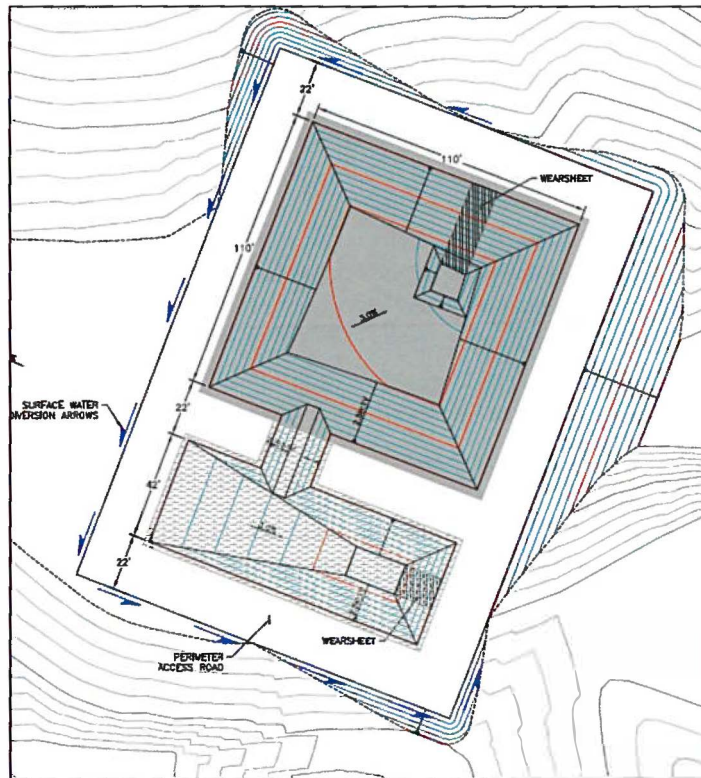 22'
110'
WEARSHEET
110'
SURFACE WATER
DIVERSION ARROWS
22'
42'
22'
WEARSHEET
PERIMETER
ACCESS ROAD